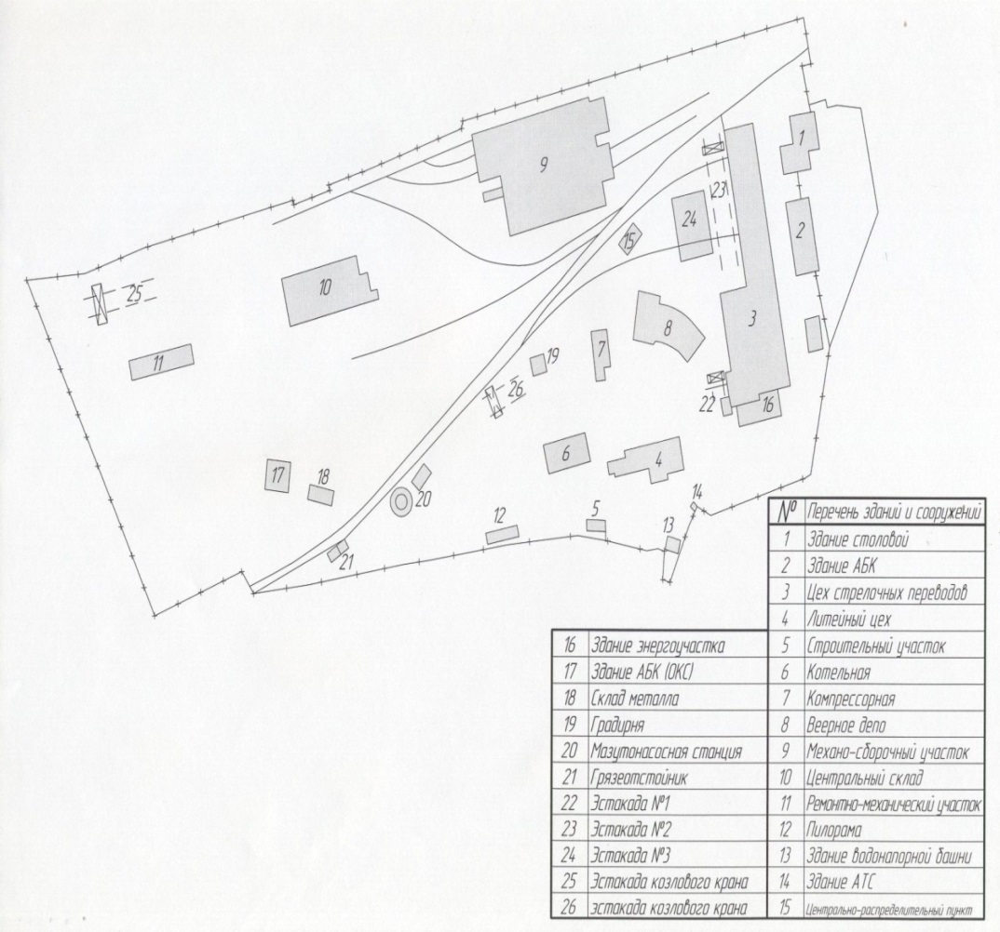 1
9
23
24
2
15
10
25
3
8
19
7
11
26
22
16
6
4
17
18
20
14
12
5
13
21
№ Перечень зданий и сооружений
1 Здание столовой
2 Здание АБК
3 Цех стрелочных переводов
4 Литейный цех
5 Строительный участок
6 Котельная
7 Компрессорная
8 Веерное депо
9 Механо-сборочный участок
10 Центральный склад
11 Ремонтно-механический участок
12 Пилорама
13 Здание водонапорной башни
14 Здание АТС
15 Центрально-распределительный пункт
16 Здание энергоучастка
17 Здание АБК (ОКС)
18 Склад металла
19 Градирня
20 Мазутонасосная станция
21 Грязеотстойник
22 Эстакада №1
23 Эстакада №2
24 Эстакада №3
25 Эстакада козлового крана
26 эстакада козлового крана